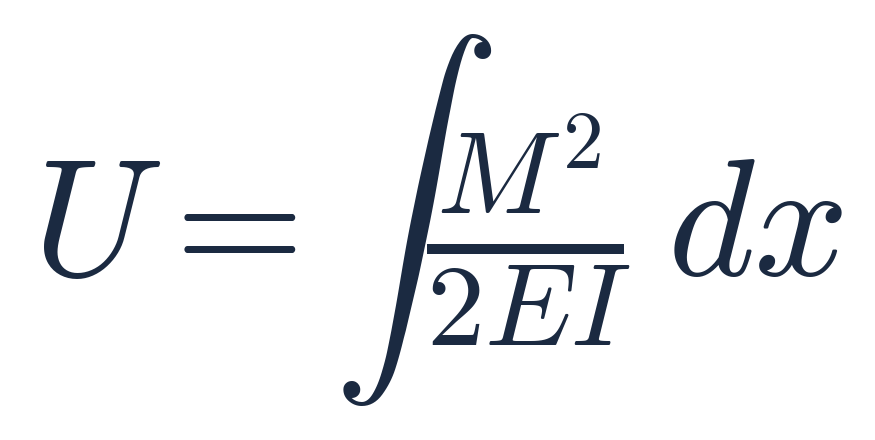 U = ∫ M² / 2EI dx